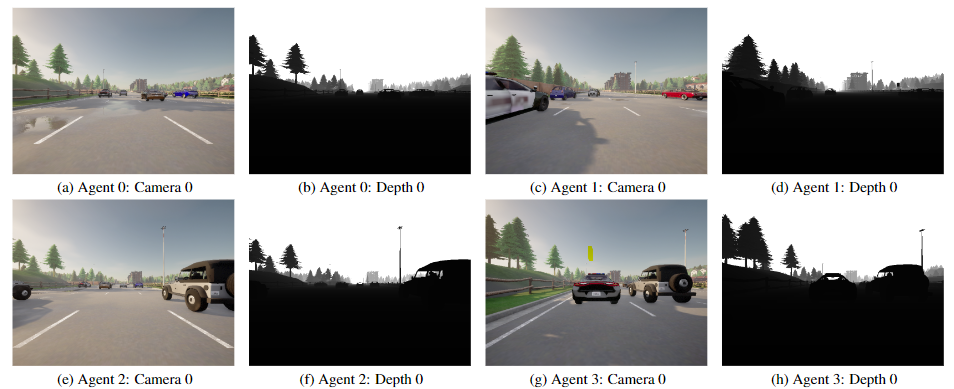 (a) Agent 0: Camera 0
(b) Agent 0: Depth 0
(c) Agent 1: Camera 0
(d) Agent 1: Depth 0
(e) Agent 2: Camera 0
(f) Agent 2: Depth 0
(g) Agent 3: Camera 0
(h) Agent 3: Depth 0